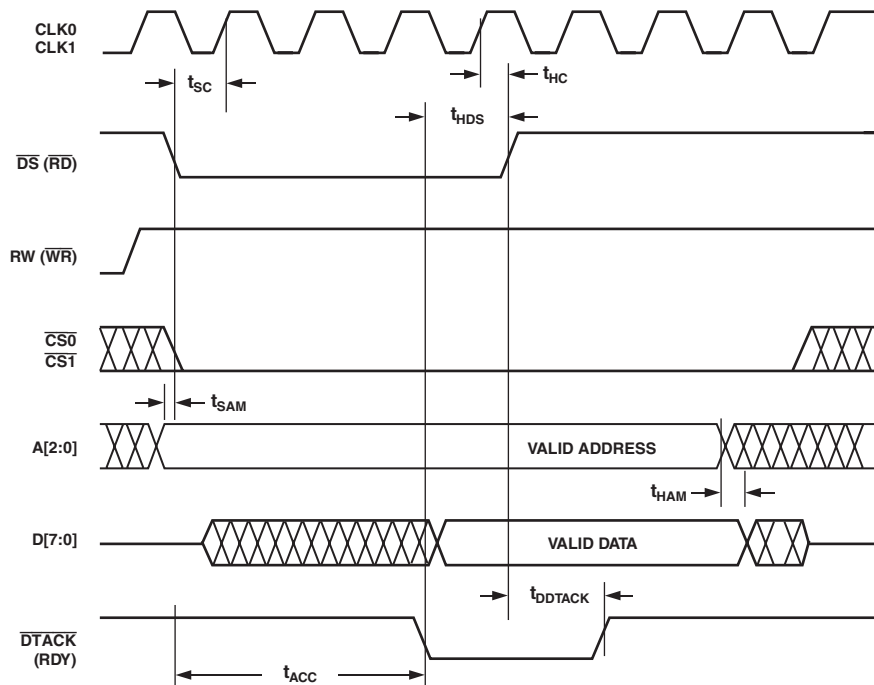 CLK0
CLK1
tSC
tHC
tHDS
DS (RD)
RW (WR)
CS0
CS1
tSAM
A[2:0]
VALID ADDRESS
tHAM
D[7:0]
VALID DATA
tDDTACK
DTACK
(RDY)
tACC